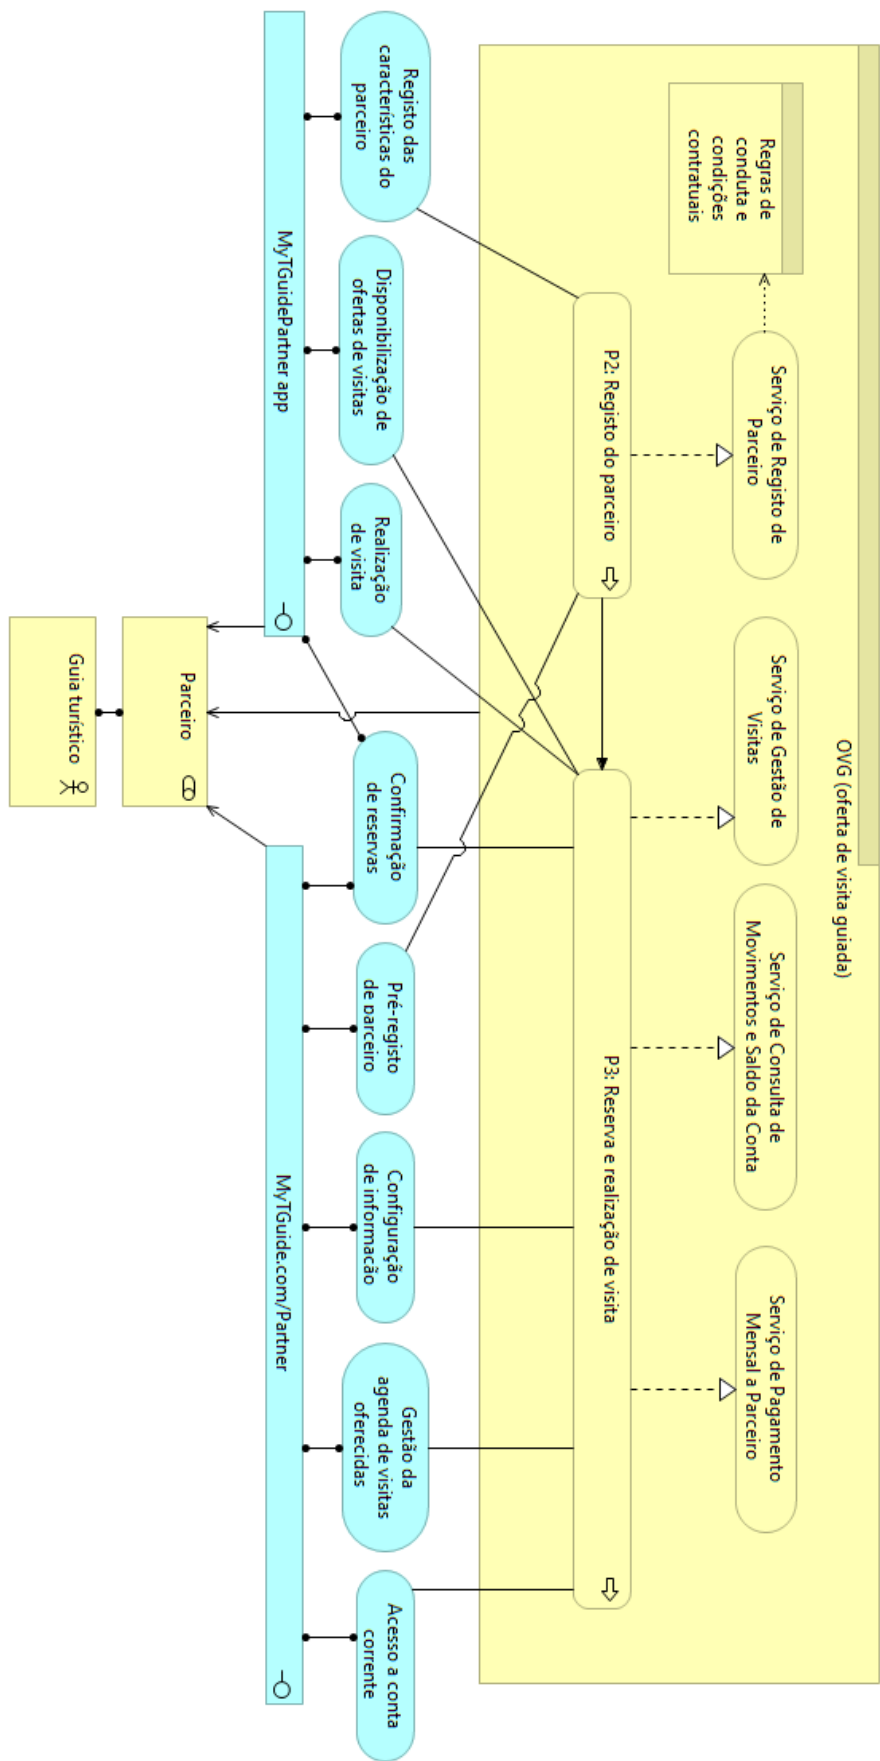 OVG (oferta de visita guiada)
Regras de
conduta e
condições
contratuais
Serviço de Registo de
Parceiro
Serviço de Gestão de
Visitas
Serviço de Consulta de
Movimentos e Saldo da Conta
Serviço de Pagamento
Mensal a Parceiro
P2: Registo do parceiro
P3: Reserva e realização de visita
Registo das
características do
parceiro
Disponibilização de
ofertas de visitas
Realização
de visita
Confirmação
de reservas
Pré-registo
de parceiro
Configuração
de informacão
Gestão da
agenda de visitas
oferecidas
Acesso a conta
corrente
MyTGuidePartner app
MyTGuide.com/Partner
Parceiro
Guia turístico